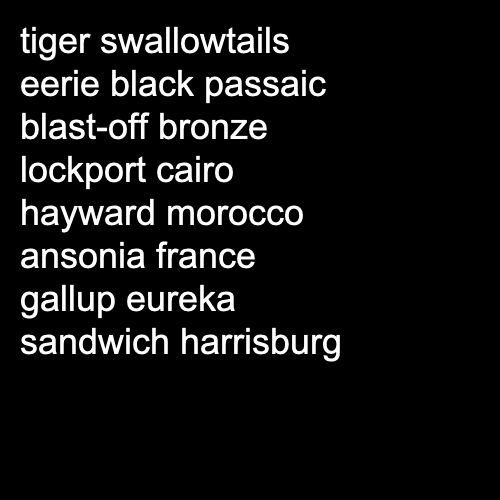 tiger swallowtails
eerie black passaic
blast-off bronze
lockport cairo
hayward morocco
ansonia france
gallup eureka
sandwich harrisburg